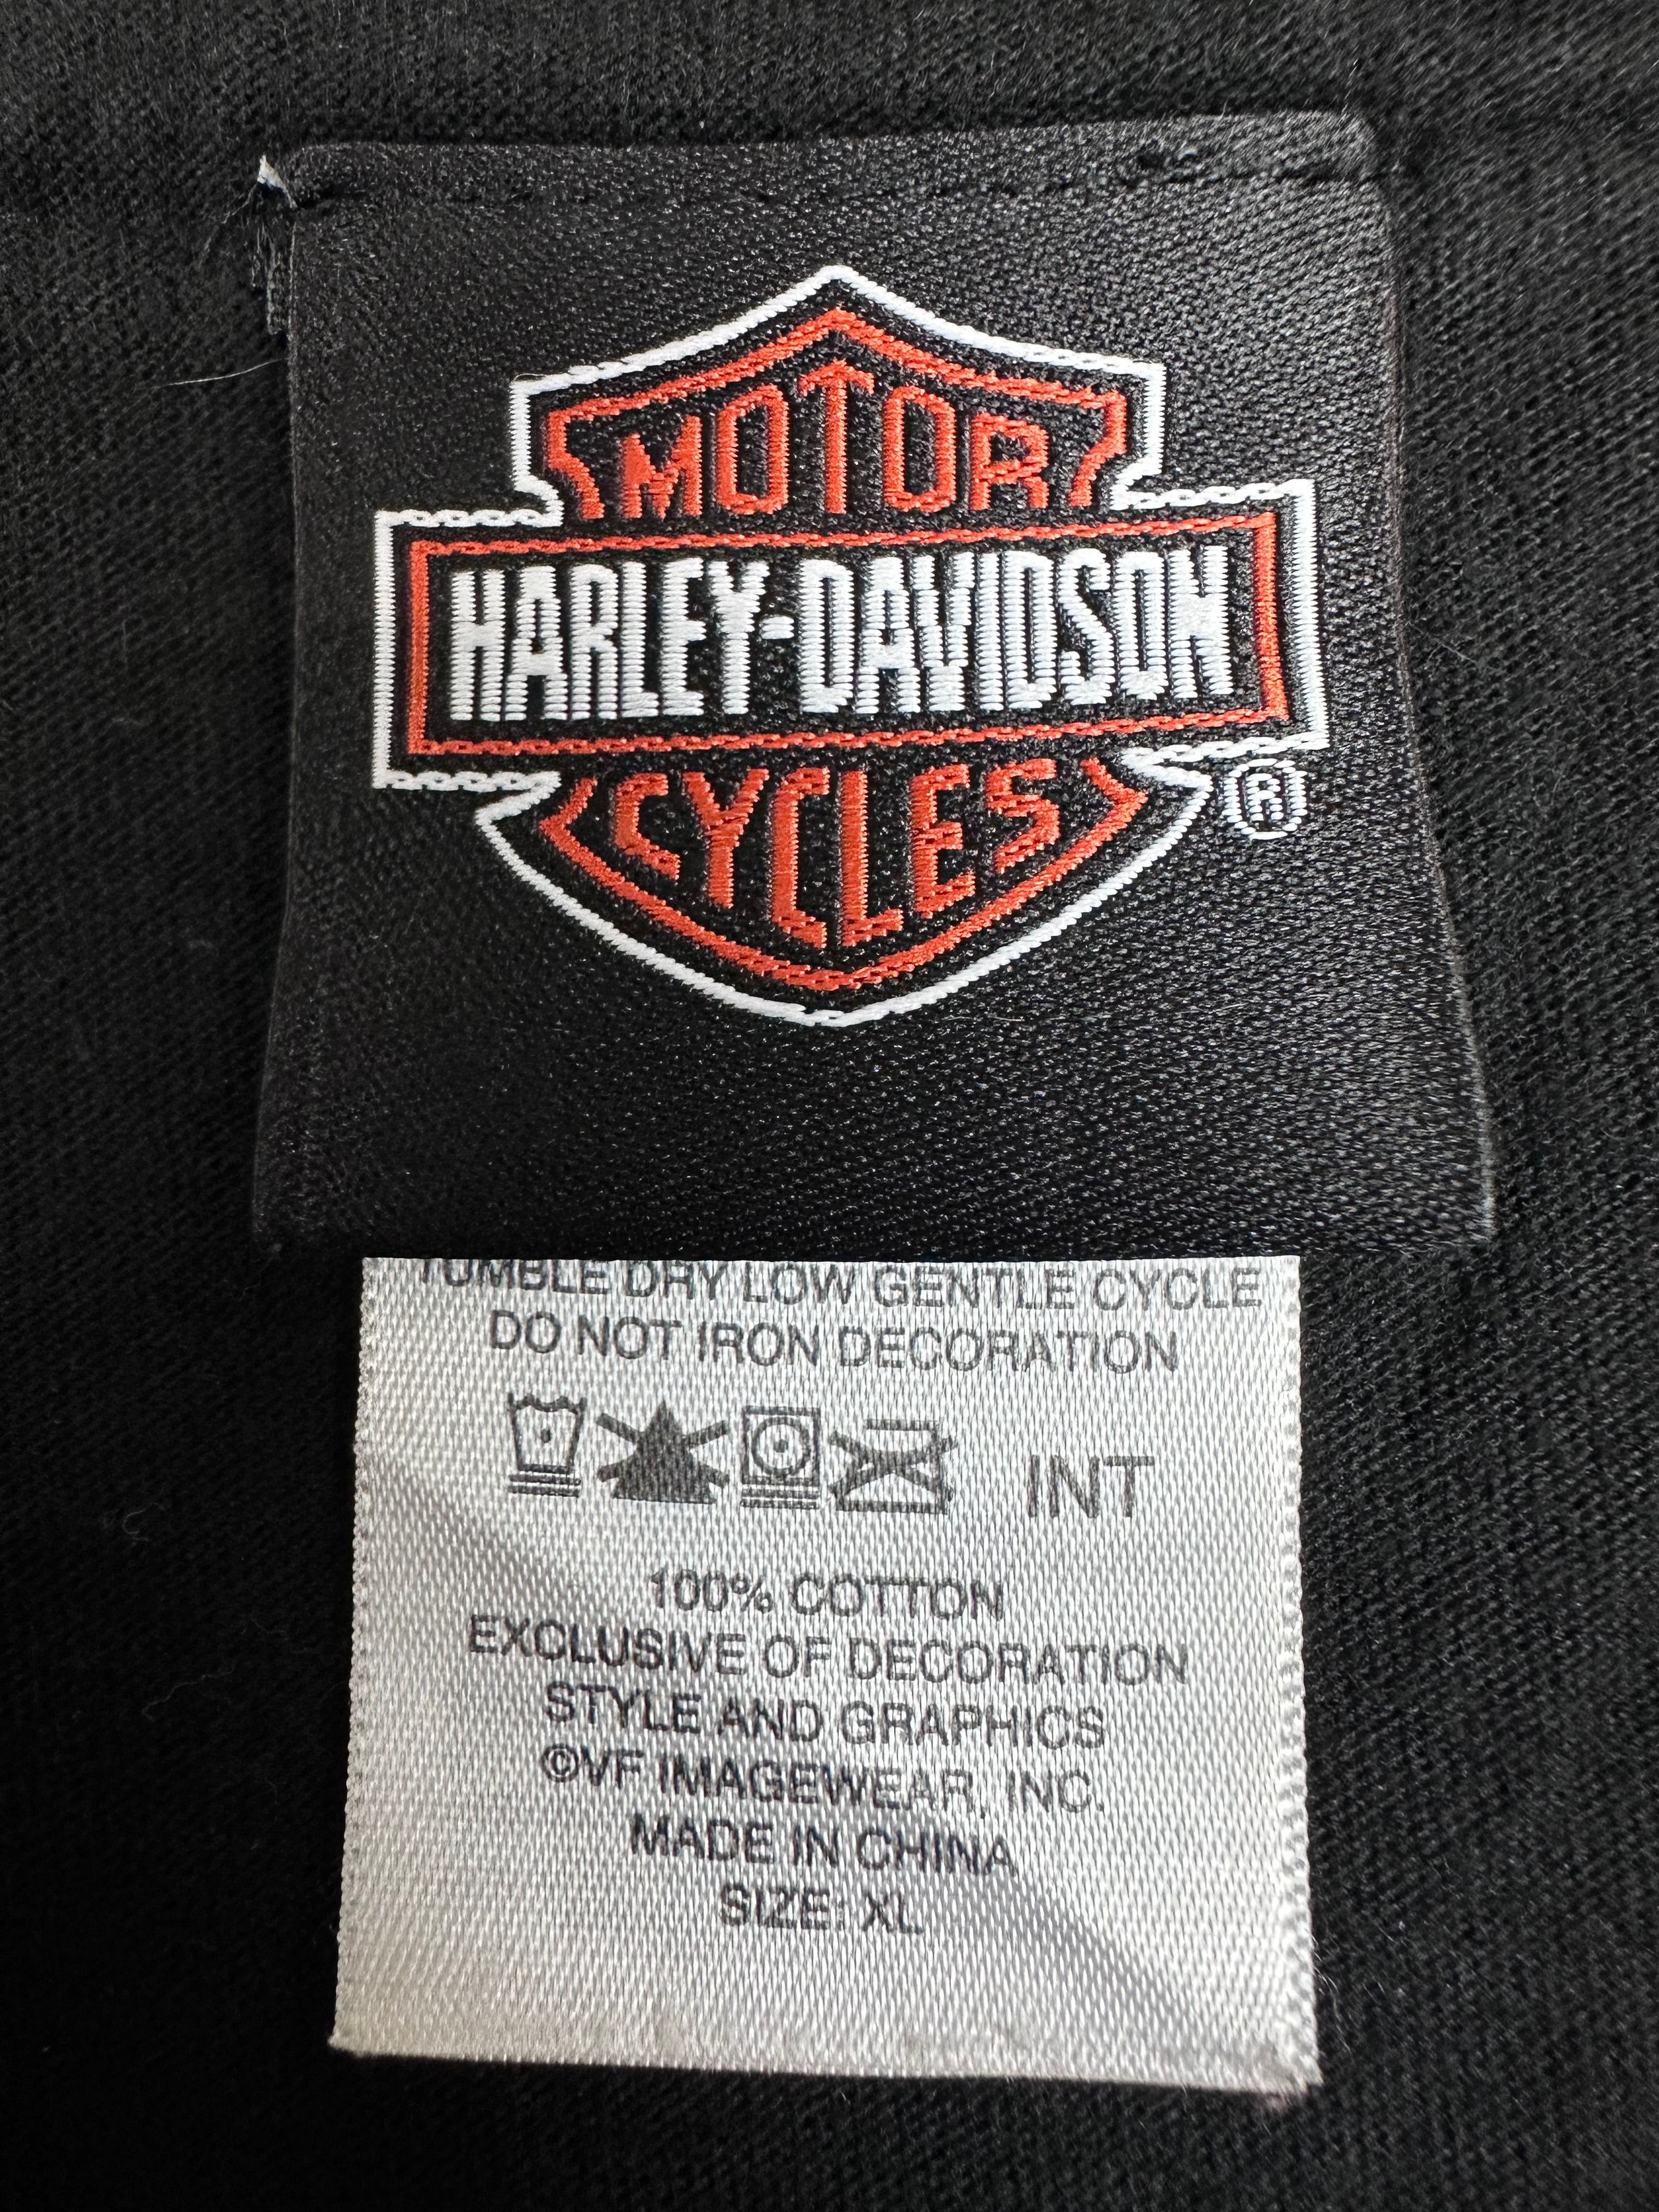 MOTOR
HARLEY-DAVIDSON
CYCLES
®
TUMBLE DRY LOW GENTLE CYCLE
DO NOT IRON DECORATION
INT
100% COTTON
EXCLUSIVE OF DECORATION
STYLE AND GRAPHICS
©VF IMAGEWEAR, INC.
MADE IN CHINA
SIZE: XL